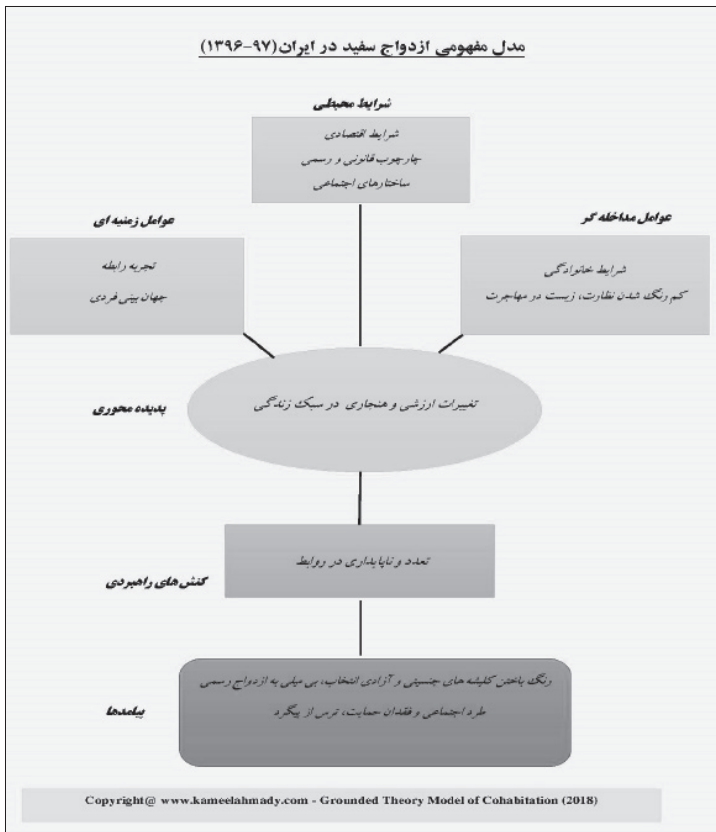 مدل مفهومی ازدواج سفید در ایران(۹۷-۱۳۹۶)
شرایط محیطی
شرایط اقتصادی
چارچوب قانونی و رسمی
ساختارهای اجتماعی
عوامل مداخله گر
شرایط خانوادگی
کم رنگ شدن نظارت، زیست در مهاجرت
عوامل زمنیه ای
تجربه رابطه
جهان بینی فردی
پدیده محوری
تغییرات ارزشی و هنجاری در سبک زندگی
تعدد و ناپایداری در روابط
کنش های راهبردی
رنگ باختن کلیشه های جنسیتی و آزادی انتخاب، بی میلی به ازدواج رسمی
طرد اجتماعی و فقدان حمایت، ترس از پیگرد
پیامدها
Copyright@ www.kameelahmady.com - Grounded Theory Model of Cohabitation (2018)